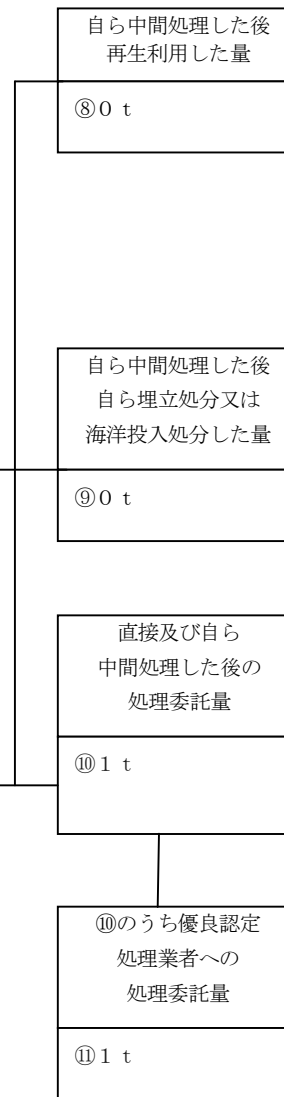 自ら中間処理した後
再生利用した量
⑧０ｔ
自ら中間処理した後
自ら埋立処分又は
海洋投入処分した量
⑨０ｔ
直接及び自ら
中間処理した後の
処理委託量
⑩１ｔ
⑩のうち優良認定
処理業者への
処理委託量
⑪１ｔ